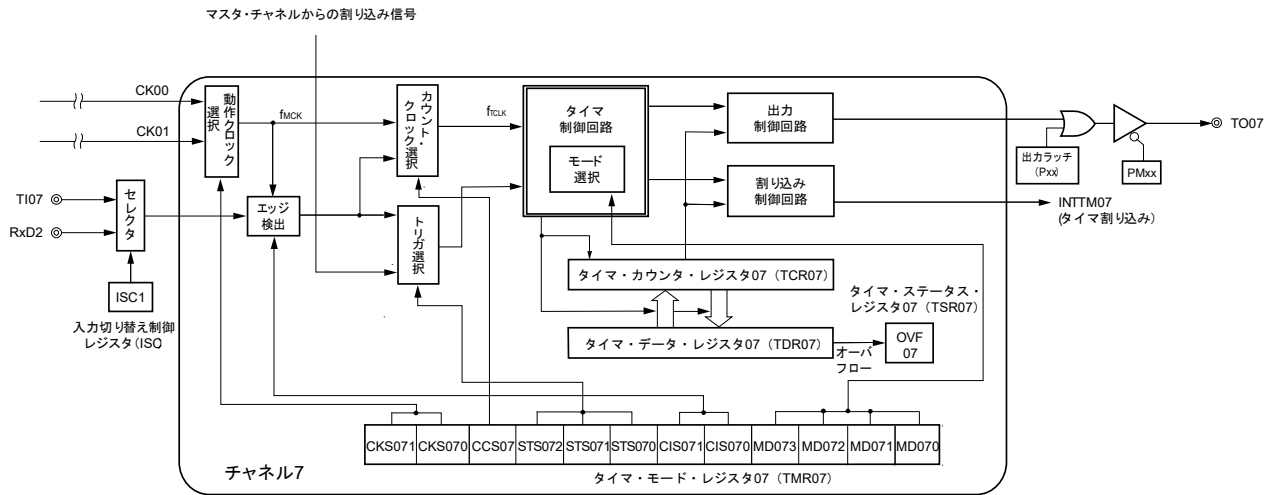 マスタ・チャネルからの割り込み信号
CK00
CK01
動作クロック
選択
fMCK
カウント・
クロック選択
fTCLK
タイマ
制御回路
モード
選択
出力
制御回路
出力ラッチ
(Pxx)
PMxx
TO07
割り込み
制御回路
INTTM07
(タイマ割り込み)
TI07
RxD2
セレクタ
エッジ
検出
トリガ選択
ISC1
入力切り替え制御
レジスタ(ISC)
タイマ・カウンタ・レジスタ07（TCR07）
タイマ・ステータス・
レジスタ07（TSR07）
タイマ・データ・レジスタ07（TDR07）
オーバ
フロー
OVF
07
CKS071 CKS070 CCS07 STS072 STS071 STS070 CIS071 CIS070 MD073 MD072 MD071 MD070
チャネル7
タイマ・モード・レジスタ07（TMR07）